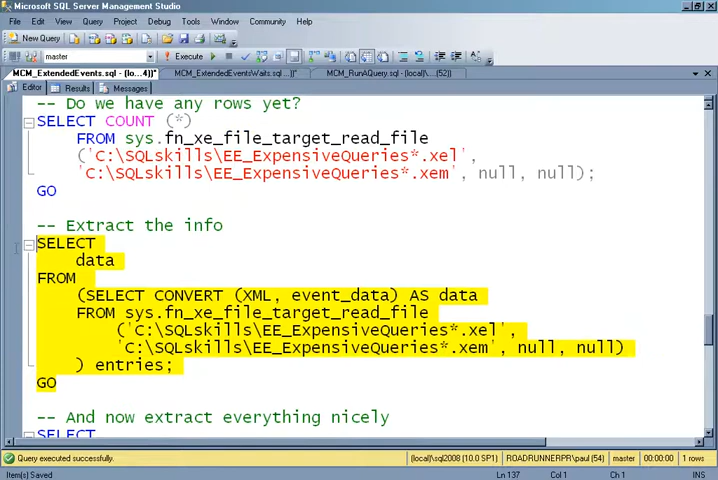 Microsoft SQL Server Management Studio
File Edit View Query Project Debug Tools Window Community Help
New Query
master Execute
MCM_ExtendedEvents.sql - (lo...4))* MCM_ExtendedEventsWaits.sql ...))* MCM_RunAQuery.sql - (local)\....(52))
Editor Results Messages
-- Do we have any rows yet?
SELECT COUNT (*)
FROM sys.fn_xe_file_target_read_file
('C:\SQLskills\EE_ExpensiveQueries*.xel',
'C:\SQLskills\EE_ExpensiveQueries*.xem', null, null);
GO
-- Extract the info
SELECT
data
FROM
(SELECT CONVERT (XML, event_data) AS data
FROM sys.fn_xe_file_target_read_file
('C:\SQLskills\EE_ExpensiveQueries*.xel',
'C:\SQLskills\EE_ExpensiveQueries*.xem', null, null)
) entries;
GO
-- And now extract everything nicely
SELECT
Query executed successfully. (local)\sql2008 (10.0 SP1) ROADRUNNERPR\paul (54) master 00:00:00 1 rows
Item(s) Saved Ln 137 Col 1 Ch 1 INS